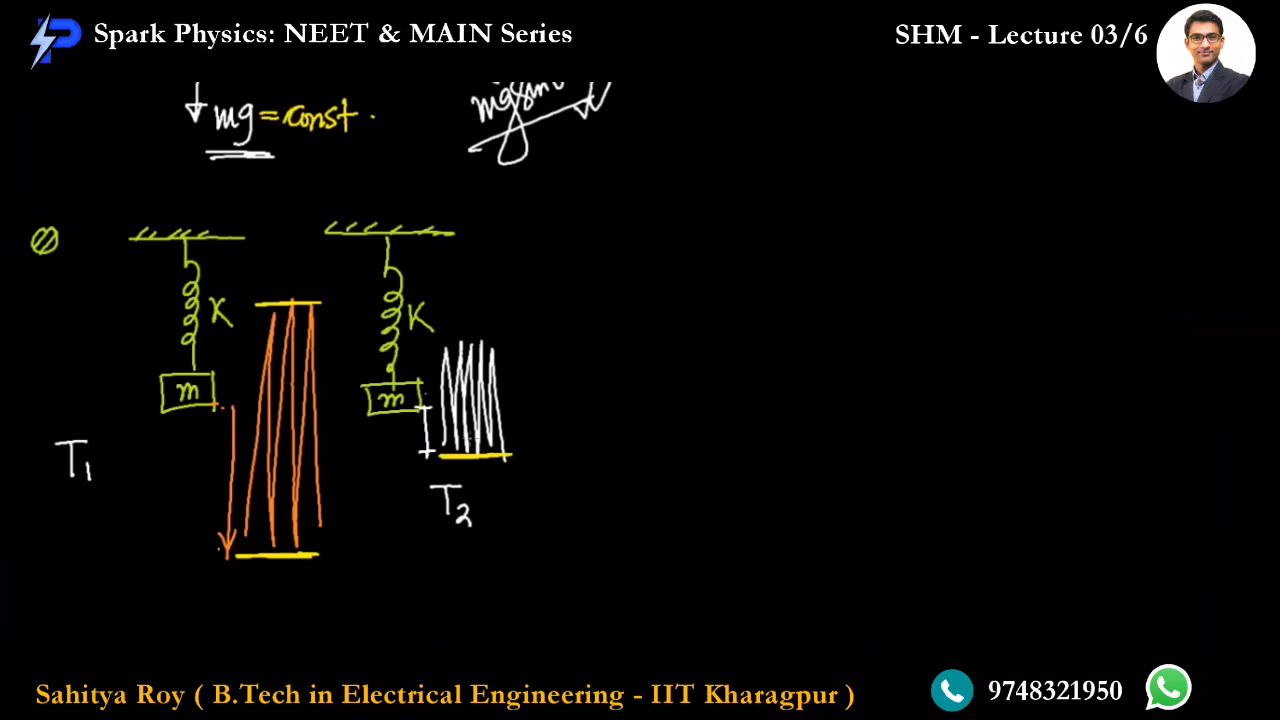 Spark Physics: NEET & MAIN Series
SHM - Lecture 03/6
mg = const.
K
K
m
m
T1
T2
Sahitya Roy ( B.Tech in Electrical Engineering - IIT Kharagpur )
9748321950